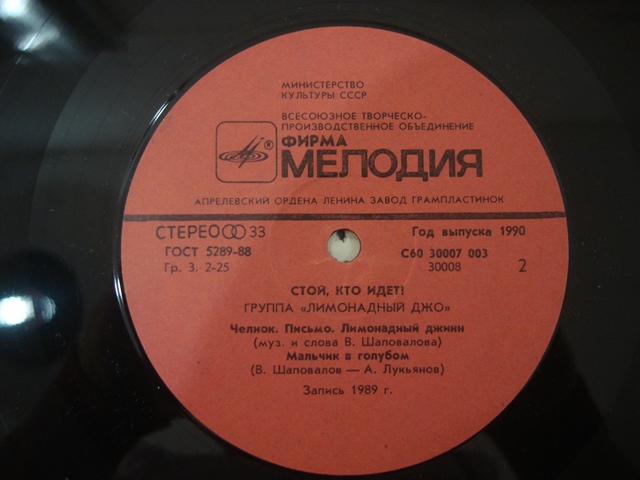 МИНИСТЕРСТВО
КУЛЬТУРЫ СССР
ВСЕСОЮЗНОЕ ТВОРЧЕСКО-
ПРОИЗВОДСТВЕННОЕ ОБЪЕДИНЕНИЕ
ФИРМА
® МЕЛОДИЯ
АПРЕЛЕВСКИЙ ОРДЕНА ЛЕНИНА ЗАВОД ГРАМПЛАСТИНОК
СТЕРЕО 33 Год выпуска 1990
ГОСТ 5289-88 С60 30007 003
Гр. 3. 2-25 30008 2
СТОЙ, КТО ИДЕТ!
ГРУППА «ЛИМОНАДНЫЙ ДЖО»
Челнок. Письмо. Лимонадный джинн
(муз. и слова В. Шаповалова)
Мальчик в голубом
(В. Шаповалов — А. Лукьянов)
Запись 1989 г.